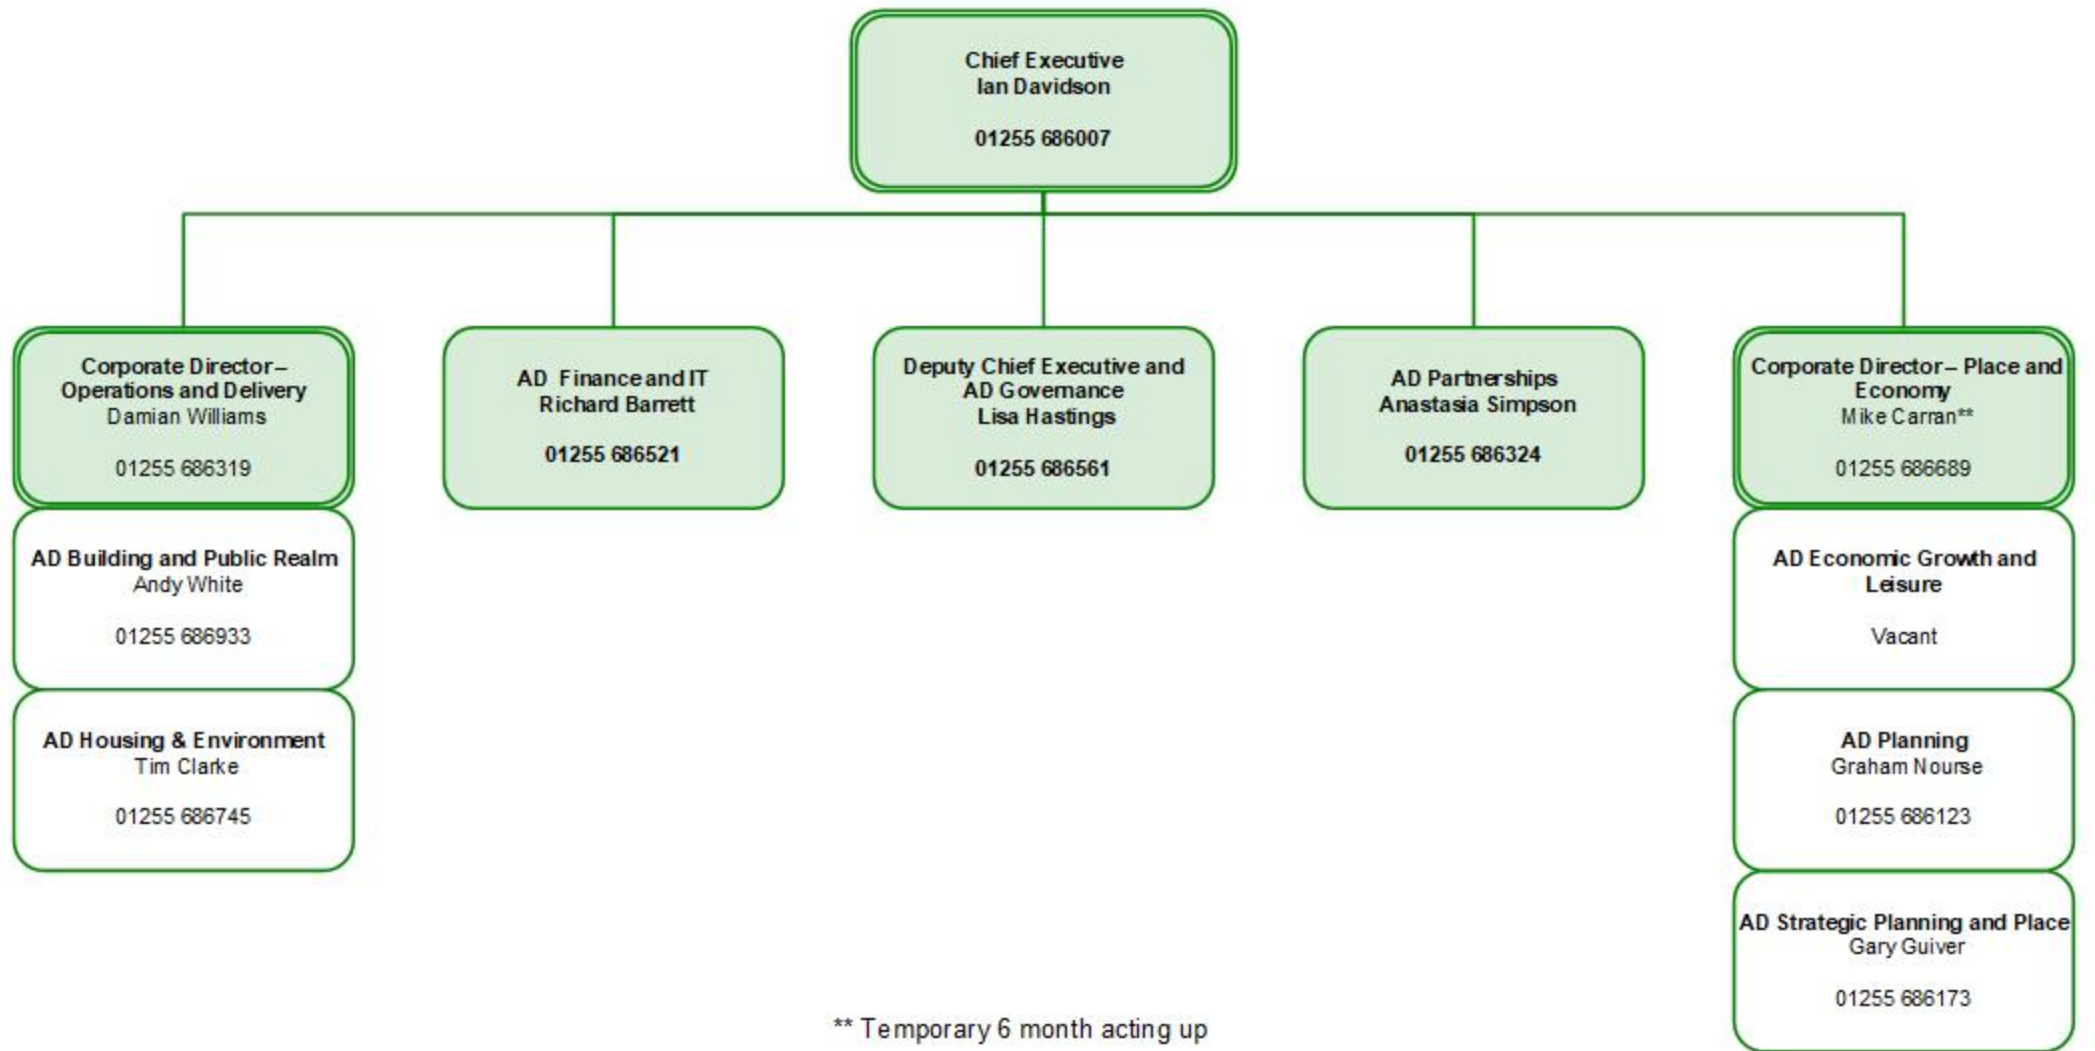 Chief Executive
Ian Davidson
01255 686007
Corporate Director – 
Operations and Delivery
Damian Williams
01255 686319
AD Finance and IT
Richard Barrett
01255 686521
Deputy Chief Executive and
AD Governance
Lisa Hastings
01255 686561
AD Partnerships
Anastasia Simpson
01255 686324
Corporate Director – Place and
Economy
Mike Carran**
01255 686689
AD Building and Public Realm
Andy White
01255 686933
AD Housing & Environment
Tim Clarke
01255 686745
AD Economic Growth and
Leisure
Vacant
AD Planning
Graham Nourse
01255 686123
AD Strategic Planning and Place
Gary Guiver
01255 686173
** Temporary 6 month acting up